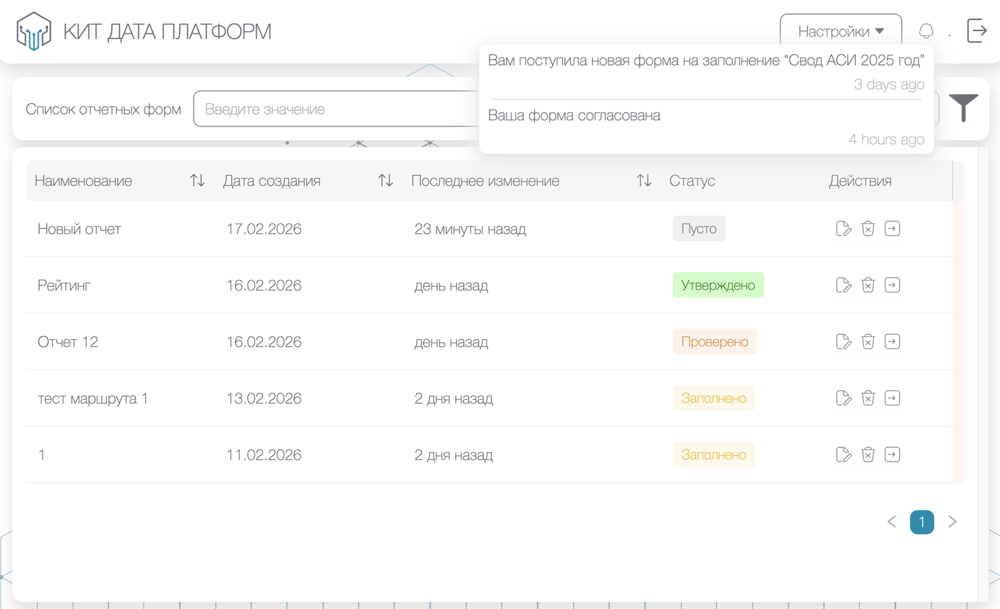 КИТ ДАТА ПЛАТФОРМ
Настройки
Вам поступила новая форма на заполнение “Свод АСИ 2025 год”
3 days ago
Ваша форма согласована
4 hours ago
Список отчетных форм
Введите значение
Наименование Дата создания Последнее изменение Статус Действия
Новый отчет 17.02.2026 23 минуты назад Пусто
Рейтинг 16.02.2026 день назад Утверждено
Отчет 12 16.02.2026 день назад Проверено
тест маршрута 1 13.02.2026 2 дня назад Заполнено
1 11.02.2026 2 дня назад Заполнено
1